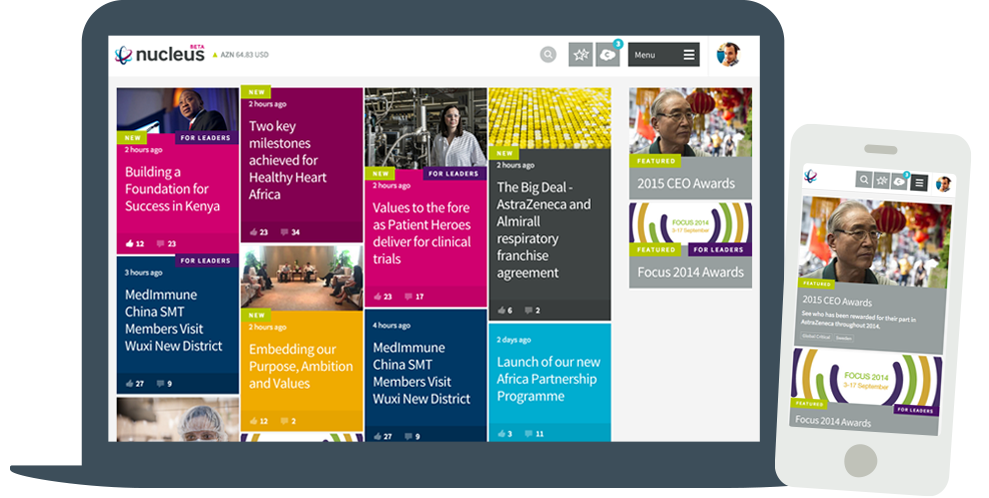 nucleus
BETA
AZN 64.83 USD
3
Menu
NEW
FOR LEADERS
2 hours ago
Building a
Foundation for
Success in Kenya
12 23
FOR LEADERS
3 hours ago
MedImmune
China SMT
Members Visit
Wuxi New District
27 9
NEW
2 hours ago
Two key
milestones
achieved for
Healthy Heart
Africa
23 34
NEW
2 hours ago
Embedding our
Purpose, Ambition
and Values
12 2
NEW
FOR LEADERS
2 hours ago
Values to the fore
as Patient Heroes
deliver for clinical
trials
23 17
4 hours ago
MedImmune
China SMT
Members Visit
Wuxi New District
27 9
NEW
2 hours ago
The Big Deal -
AstraZeneca and
Almirall
respiratory
franchise
agreement
6 2
2 days ago
Launch of our new
Africa Partnership
Programme
3 11
FEATURED
2015 CEO Awards
FOCUS 2014
3-17 September
FEATURED
FOR LEADERS
Focus 2014 Awards
3
FEATURED
2015 CEO Awards
See who has been rewarded for their part in
AstraZeneca throughout 2014.
Global Critical Sweden
FOCUS 2014
3-17 September
FEATURED
FOR LEADERS
Focus 2014 Awards